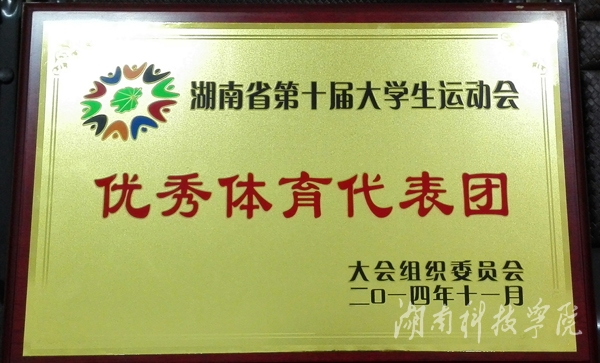 湖南省第十届大学生运动会
优秀体育代表团
大会组织委员会
二〇一四年十一月
湖南科技学院